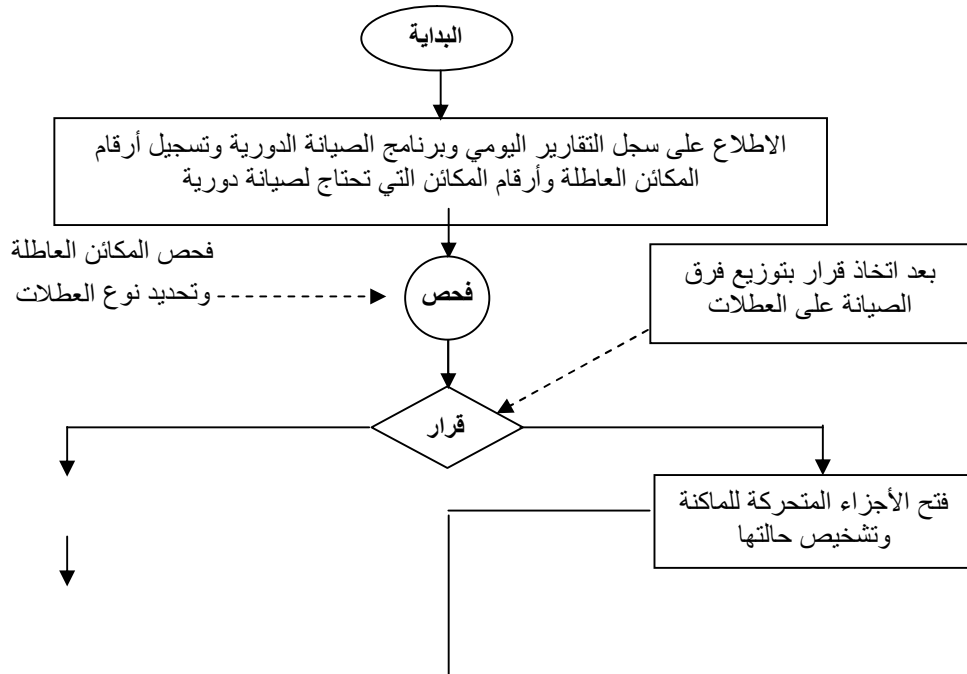 البداية
الاطلاع على سجل التقارير اليومي وبرنامج الصيانة الدورية وتسجيل أرقام
المكائن العاطلة وأرقام المكائن التي تحتاج لصيانة دورية
فحص المكائن العاطلة
وتحديد نوع العطلات
فحص
بعد اتخاذ قرار بتوزيع فرق
الصيانة على العطلات
قرار
فتح الأجزاء المتحركة للماكنة
وتشخيص حالتها